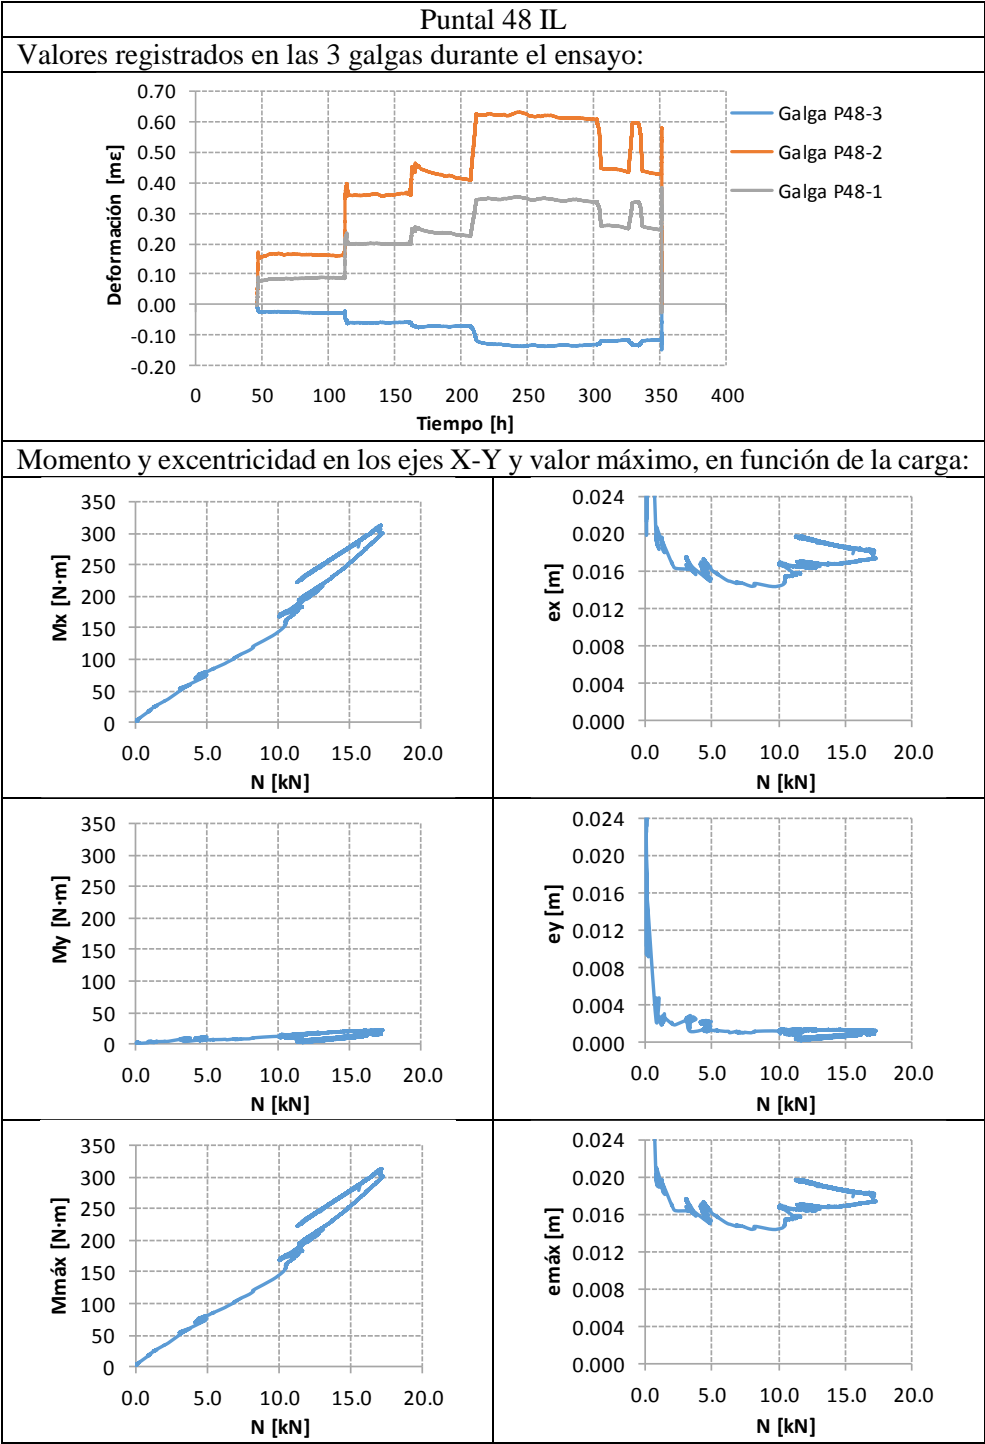 Puntal 48 IL
Valores registrados en las 3 galgas durante el ensayo:
0.70
0.60
0.50
0.40
0.30
0.20
0.10
0.00
-0.10
-0.20
Deformación [mε]
0 50 100 150 200 250 300 350 400
Tiempo [h]
Galga P48-3
Galga P48-2
Galga P48-1
Momento y excentricidad en los ejes X-Y y valor máximo, en función de la carga:
350
300
250
200
150
100
50
0
Mx [N·m]
0.0 5.0 10.0 15.0 20.0
N [kN]
0.024
0.020
0.016
0.012
0.008
0.004
0.000
ex [m]
0.0 5.0 10.0 15.0 20.0
N [kN]
350
300
250
200
150
100
50
0
My [N·m]
0.0 5.0 10.0 15.0 20.0
N [kN]
0.024
0.020
0.016
0.012
0.008
0.004
0.000
ey [m]
0.0 5.0 10.0 15.0 20.0
N [kN]
350
300
250
200
150
100
50
0
Mmáx [N·m]
0.0 5.0 10.0 15.0 20.0
N [kN]
0.024
0.020
0.016
0.012
0.008
0.004
0.000
emáx [m]
0.0 5.0 10.0 15.0 20.0
N [kN]